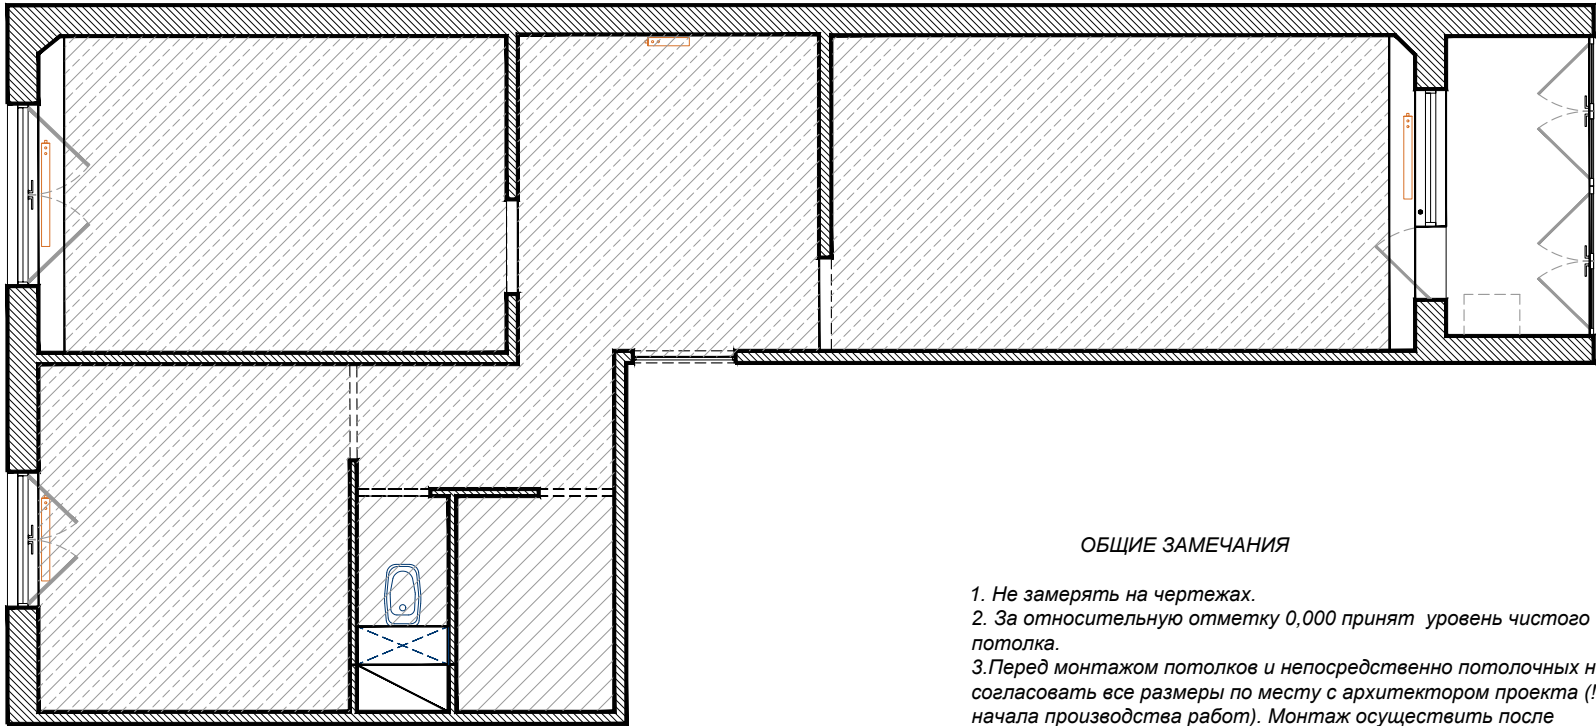 ОБЩИЕ ЗАМЕЧАНИЯ
1. Не замерять на чертежах.
2. За относительную отметку 0,000 принят уровень чистого
потолка.
3.Перед монтажом потолков и непосредственно потолочных
согласовать все размеры по месту с архитектором проекта (!
начала производства работ). Монтаж осуществить после